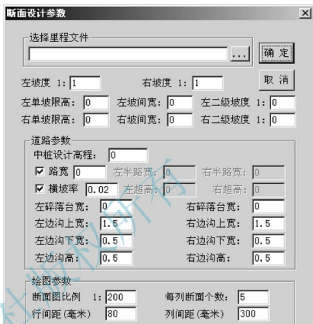 断面设计参数
选择里程文件
... 确 定
左坡度 1: 1 右坡度 1: 1 取 消
左单坡限高: 0 左坡间宽: 0 左二级坡度 1: 0
右单坡限高: 0 右坡间宽: 0 右二级坡度 1: 0
道路参数
中桩设计高程: 0
路宽 0 左半路宽: 0 右半路宽: 0
横坡率 0.02 左超高: 0 右超高: 0
左碎落台宽: 0 右碎落台宽: 0
左边沟上宽: 1.5 右边沟上宽: 1.5
左边沟下宽: 0.5 右边沟下宽: 0.5
左边沟高: 0.5 右边沟高: 0.5
绘图参数
断面图比例 1: 200 每列断面个数: 5
行间距(毫米) 80 列间距(毫米) 300